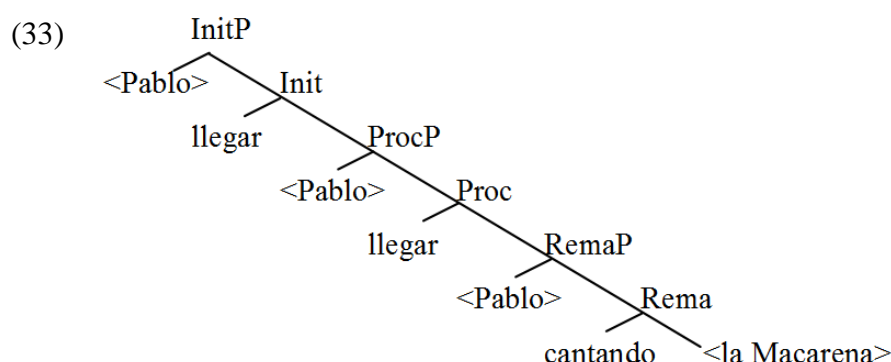 (33) InitP
<Pablo> Init
llegar ProcP
<Pablo> Proc
llegar RemaP
<Pablo> Rema
cantando <la Macarena>